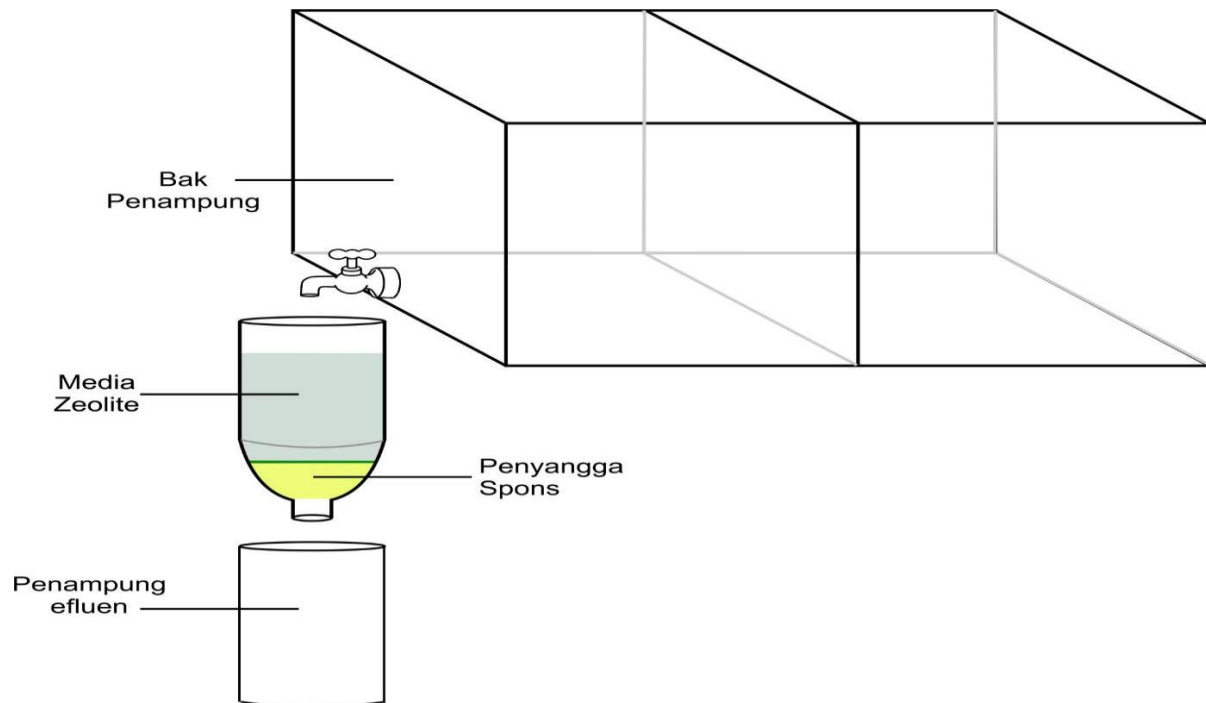 Bak
Penampung
Media
Zeolite
Penyangga
Spons
Penampung
efluen